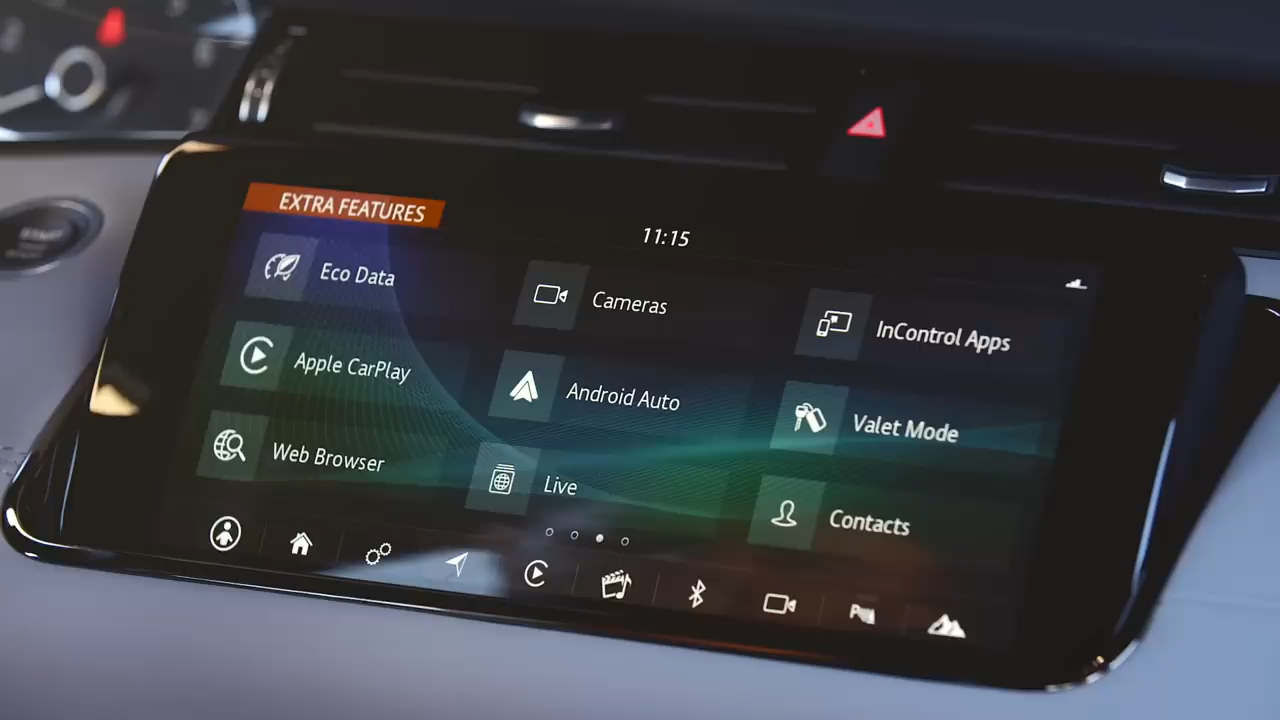 EXTRA FEATURES
11:15
Eco Data
Cameras
InControl Apps
Apple CarPlay
Android Auto
Valet Mode
Web Browser
Live
Contacts
START